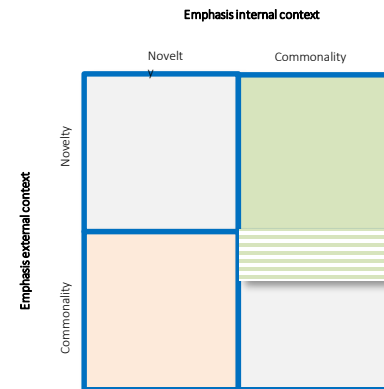 Emphasis internal context
Novelt
y
Commonality
Novelty
Emphasis external context
Commonality